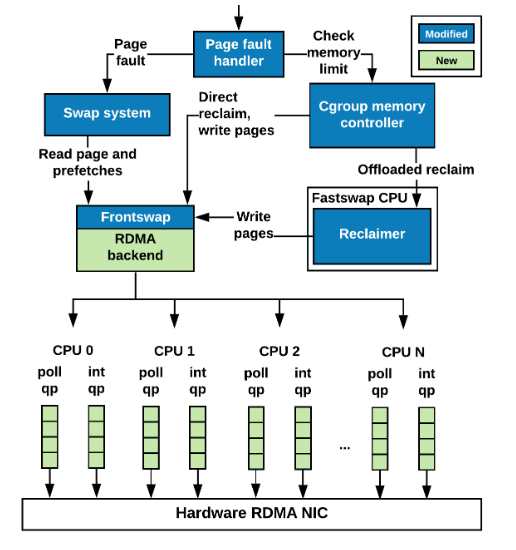 Page fault
handler
Page
fault
Check
memory
limit
Modified
New
Swap system
Direct
reclaim,
write pages
Cgroup memory
controller
Read page and
prefetches
Offloaded reclaim
Fastswap CPU
Reclaimer
Frontswap
RDMA
backend
Write
pages
CPU 0
CPU 1
CPU 2
CPU N
poll
qp
int
qp
poll
qp
int
qp
poll
qp
int
qp
poll
qp
int
qp
...
Hardware RDMA NIC